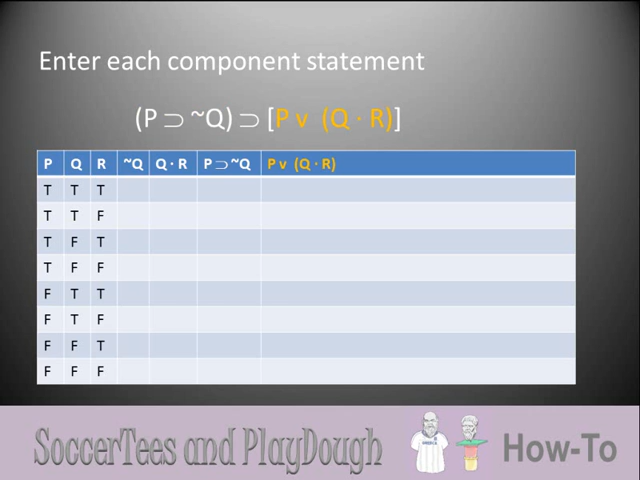 Enter each component statement
(P ⊃ ~Q) ⊃ [P v (Q · R)]
P Q R ~Q Q · R P ⊃ ~Q P v (Q · R)
T T T
T T F
T F T
T F F
F T T
F T F
F F T
F F F
SoccerTees and PlayDough How-To